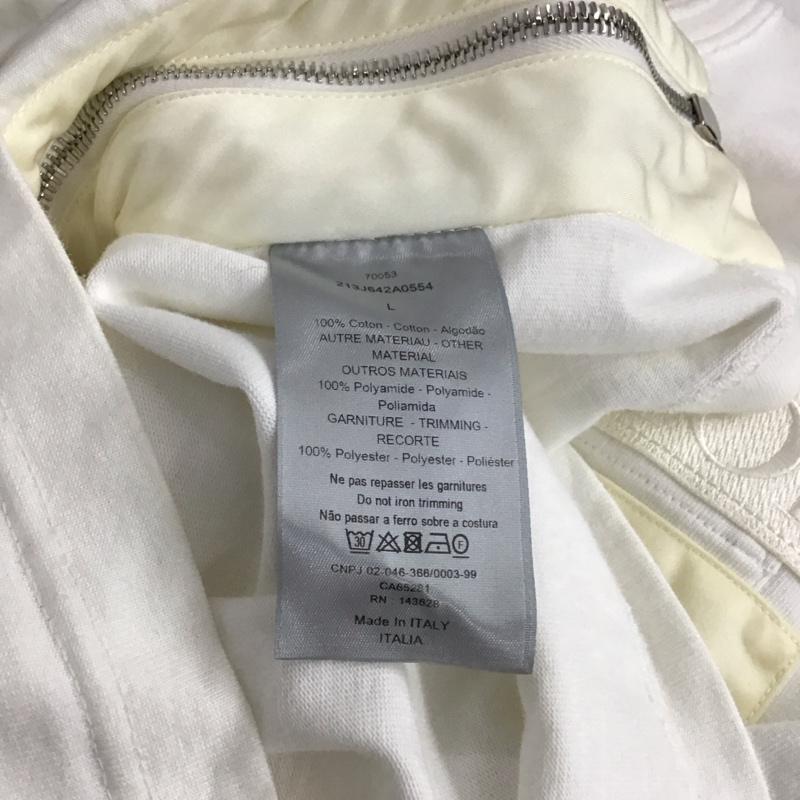 70053
213J642A0554
L
100% Coton - Cotton - Algodão
AUTRE MATERIAU - OTHER
MATERIAL
OUTROS MATERIAIS
100% Polyamide - Polyamide -
Poliamida
GARNITURE - TRIMMING -
RECORTE
100% Polyester - Polyester - Poliéster
Ne pas repasser les garnitures
Do not iron trimming
Não passar a ferro sobre a costura
30 F
CNPJ 02-046-366/0003-99
CA65291
RN : 143628
Made In ITALY
ITALIA